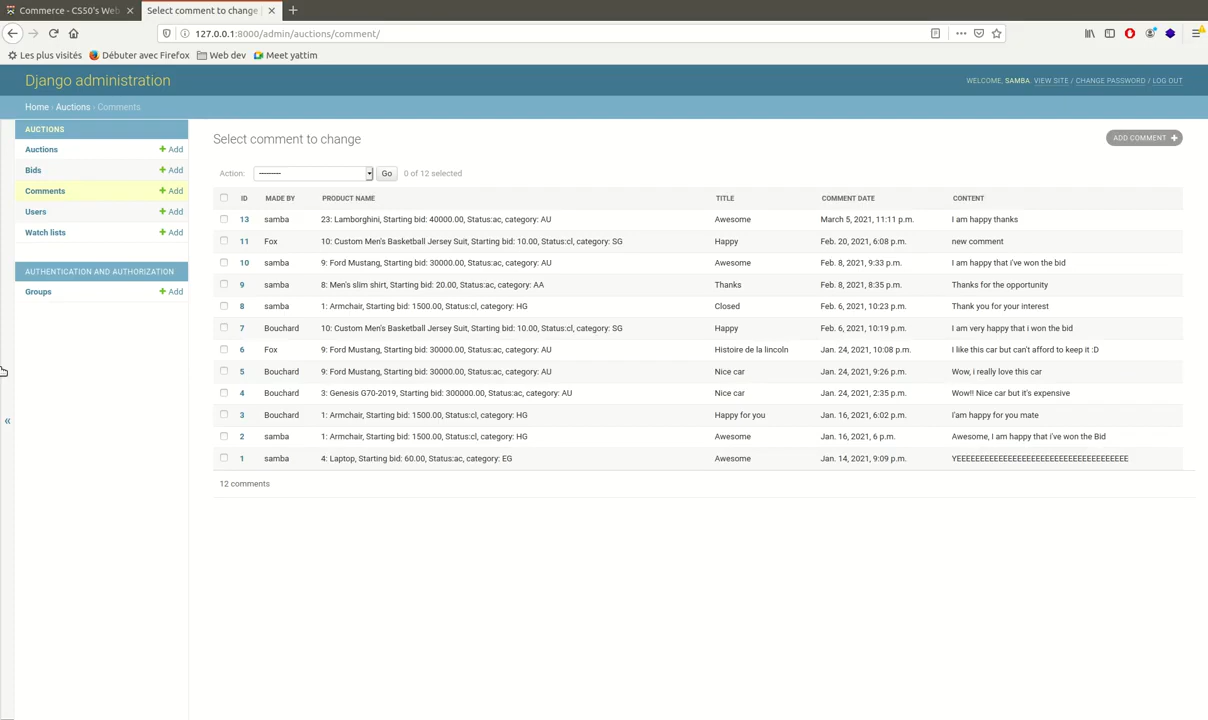 Commerce - CS50's Web
Select comment to change
127.0.0.1:8000/admin/auctions/comment/
Les plus visités Débuter avec Firefox Web dev Meet yattim
Django administration
WELCOME, SAMBA. VIEW SITE / CHANGE PASSWORD / LOG OUT
Home › Auctions › Comments
AUCTIONS
Auctions + Add
Bids + Add
Comments + Add
Users + Add
Watch lists + Add
AUTHENTICATION AND AUTHORIZATION
Groups + Add
«
Select comment to change
ADD COMMENT +
Action: --------- Go 0 of 12 selected
ID MADE BY PRODUCT NAME TITLE COMMENT DATE CONTENT
13 samba 23: Lamborghini, Starting bid: 40000.00, Status:ac, category: AU Awesome March 5, 2021, 11:11 p.m. I am happy thanks
11 Fox 10: Custom Men's Basketball Jersey Suit, Starting bid: 10.00, Status:cl, category: SG Happy Feb. 20, 2021, 6:08 p.m. new comment
10 samba 9: Ford Mustang, Starting bid: 30000.00, Status:ac, category: AU Awesome Feb. 8, 2021, 9:33 p.m. I am happy that i've won the bid
9 samba 8: Men's slim shirt, Starting bid: 20.00, Status:ac, category: AA Thanks Feb. 8, 2021, 8:35 p.m. Thanks for the opportunity
8 samba 1: Armchair, Starting bid: 1500.00, Status:cl, category: HG Closed Feb. 6, 2021, 10:23 p.m. Thank you for your interest
7 Bouchard 10: Custom Men's Basketball Jersey Suit, Starting bid: 10.00, Status:cl, category: SG Happy Feb. 6, 2021, 10:19 p.m. I am very happy that i won the bid
6 Fox 9: Ford Mustang, Starting bid: 30000.00, Status:ac, category: AU Histoire de la lincoln Jan. 24, 2021, 10:08 p.m. I like this car but can't afford to keep it :D
5 Bouchard 9: Ford Mustang, Starting bid: 30000.00, Status:ac, category: AU Nice car Jan. 24, 2021, 9:26 p.m. Wow, i really love this car
4 Bouchard 3: Genesis G70-2019, Starting bid: 300000.00, Status:ac, category: AU Nice car Jan. 24, 2021, 2:35 p.m. Wow!! Nice car but it's expensive
3 Bouchard 1: Armchair, Starting bid: 1500.00, Status:cl, category: HG Happy for you Jan. 16, 2021, 6:02 p.m. I'am happy for you mate
2 samba 1: Armchair, Starting bid: 1500.00, Status:cl, category: HG Awesome Jan. 16, 2021, 6 p.m. Awesome, I am happy that i've won the Bid
1 samba 4: Laptop, Starting bid: 60.00, Status:ac, category: EG Awesome Jan. 14, 2021, 9:09 p.m. YEEEEEEEEEEEEEEEEEEEEEEEEEEEEEEEEEEEE
12 comments